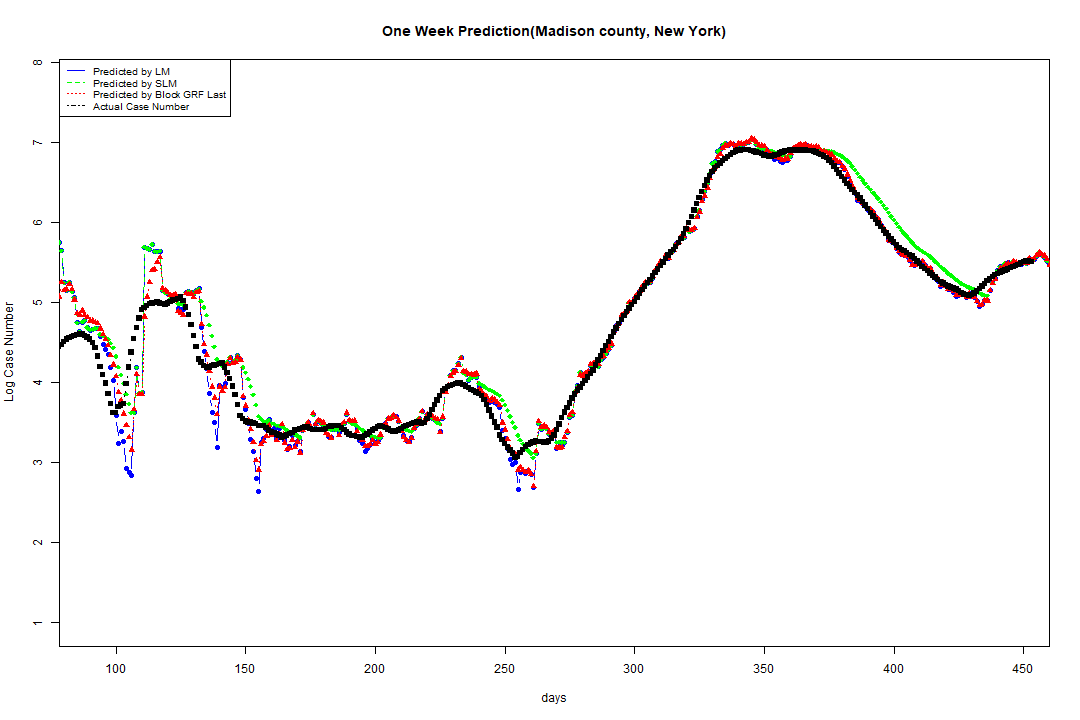 One Week Prediction(Madison county, New York)
Predicted by LM
Predicted by SLM
Predicted by Block GRF Last
Actual Case Number
Log Case Number
8
7
6
5
4
3
2
1
100 150 200 250 300 350 400 450
days